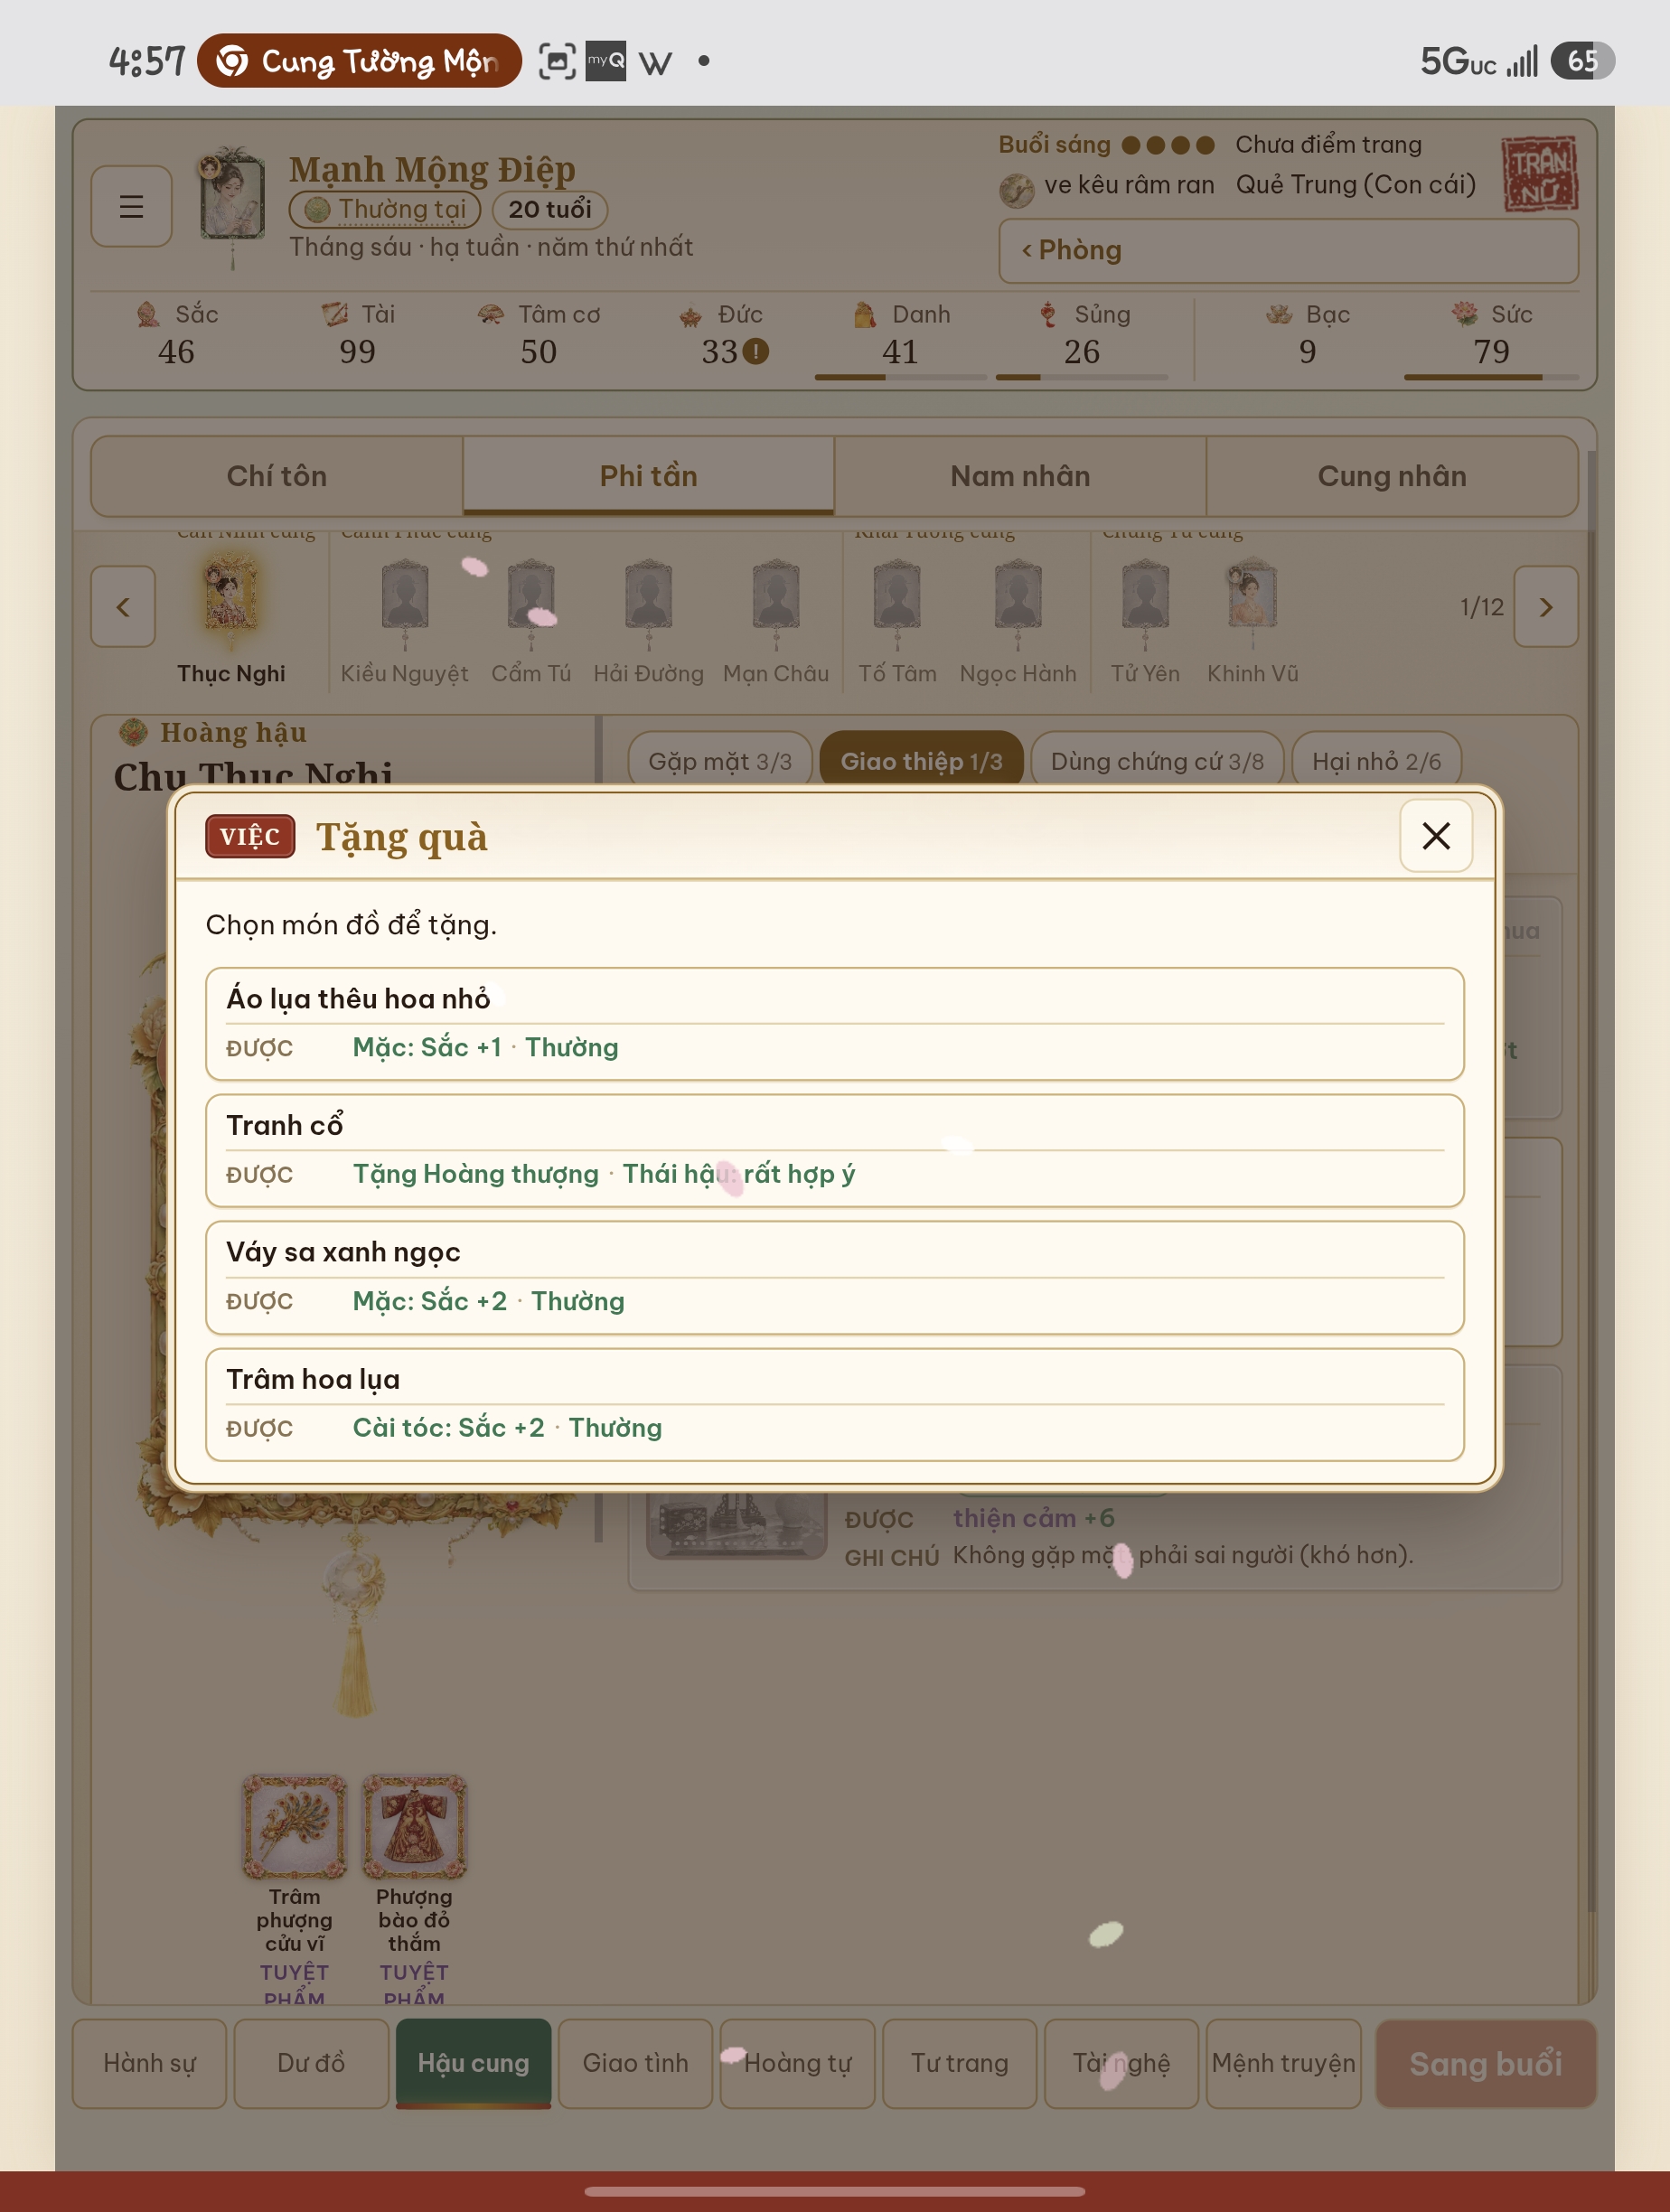 4:57 Cung Tường Môn myQ W 5G UC 65
Mạnh Mộng Điệp
Thường tại 20 tuổi
Tháng sáu · hạ tuần · năm thứ nhất
Buổi sáng Chưa điểm trang
ve kêu râm ran Quẻ Trung (Con cái)
TRÂN NỮ
‹ Phòng
Sắc Tài Tâm cơ Đức Danh Sủng Bạc Sức
46 99 50 33 ! 41 26 9 79
Chí tôn Phi tần Nam nhân Cung nhân
1/12
Thục Nghi Kiều Nguyệt Cẩm Tú Hải Đường Mạn Châu Tố Tâm Ngọc Hành Tử Yên Khinh Vũ
Hoàng hậu
Chu Thục Nghi
Gặp mặt 3/3 Giao thiệp 1/3 Dùng chứng cứ 3/8 Hại nhỏ 2/6
VIỆC Tặng quà
Chọn món đồ để tặng.
Áo lụa thêu hoa nhỏ
ĐƯỢC Mặc: Sắc +1 · Thường
Tranh cổ
ĐƯỢC Tặng Hoàng thượng · Thái hậu: rất hợp ý
Váy sa xanh ngọc
ĐƯỢC Mặc: Sắc +2 · Thường
Trâm hoa lụa
ĐƯỢC Cài tóc: Sắc +2 · Thường
ĐƯỢC thiện cảm +6
GHI CHÚ Không gặp mặt, phải sai người (khó hơn).
Trâm phượng cửu vĩ
TUYỆT PHẨM
Phượng bào đỏ thắm
TUYỆT PHẨM
Hành sự Dư đồ Hậu cung Giao tình Hoàng tự Tư trang Tài nghệ Mệnh truyện Sang buổi